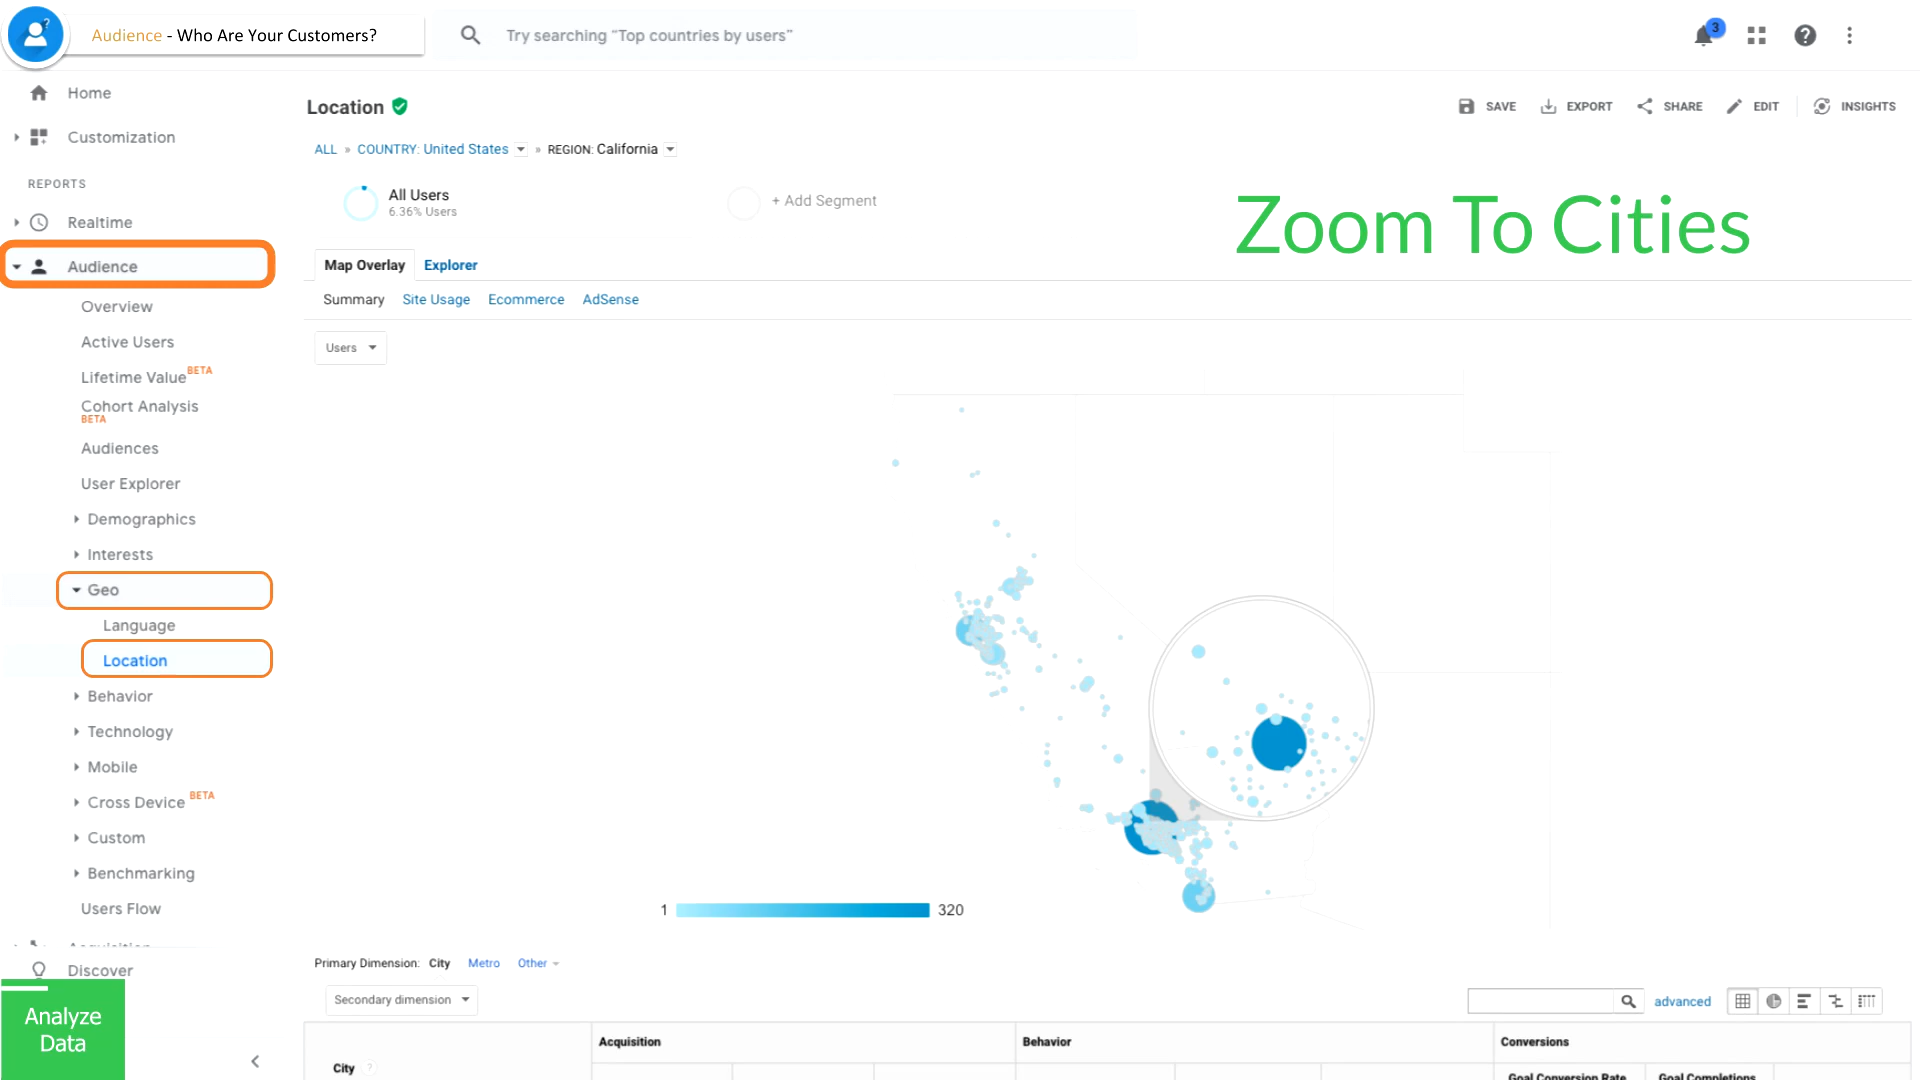 Audience - Who Are Your Customers?
Try searching “Top countries by users”
3
Home
Customization
REPORTS
Realtime
Audience
Overview
Active Users
Lifetime Value BETA
Cohort Analysis
BETA
Audiences
User Explorer
Demographics
Interests
Geo
Language
Location
Behavior
Technology
Mobile
Cross Device BETA
Custom
Benchmarking
Users Flow
Acquisition
Discover
Analyze
Data
Location
SAVE
EXPORT
SHARE
EDIT
INSIGHTS
ALL » COUNTRY: United States » REGION: California
All Users
6.36% Users
+ Add Segment
Zoom To Cities
Map Overlay Explorer
Summary Site Usage Ecommerce AdSense
Users
1 320
Primary Dimension: City Metro Other
Secondary dimension
advanced
Acquisition Behavior Conversions
City ?
Goal Conversion Rate Goal Completions